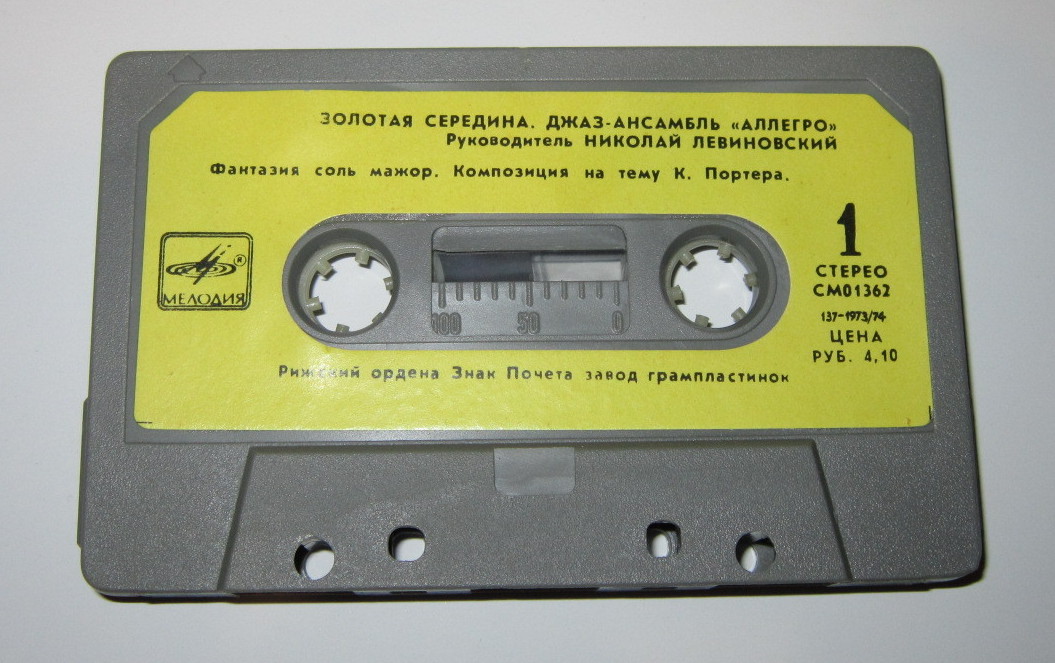 ЗОЛОТАЯ СЕРЕДИНА. ДЖАЗ-АНСАМБЛЬ «АЛЛЕГРО»
Руководитель НИКОЛАЙ ЛЕВИНОВСКИЙ
Фантазия соль мажор. Композиция на тему К. Портера.
1
®
МЕЛОДИЯ
СТЕРЕО
СМ01362
137-1973/74
ЦЕНА
РУБ. 4,10
100 50 0
Рижский ордена Знак Почета завод грампластинок